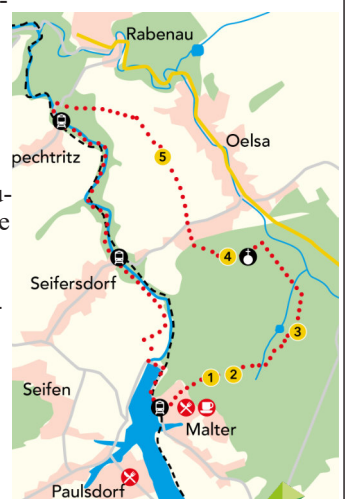 Rabenau
Oelsa
pechtritz
5
u-
e
4
Seifersdorf
3
1
2
Seifen
Malter
Paulsdorf